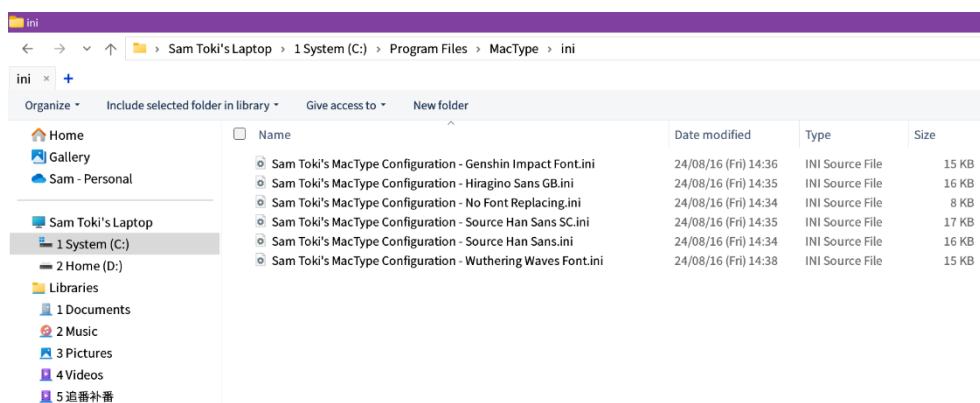 ini
Sam Toki's Laptop › 1 System (C:) › Program Files › MacType › ini
ini × +
Organize Include selected folder in library Give access to New folder
Home
Gallery
Sam - Personal
Sam Toki's Laptop
1 System (C:)
2 Home (D:)
Libraries
1 Documents
2 Music
3 Pictures
4 Videos
5 追番补番
Name Date modified Type Size
Sam Toki's MacType Configuration - Genshin Impact Font.ini 24/08/16 (Fri) 14:36 INI Source File 15 KB
Sam Toki's MacType Configuration - Hiragino Sans GB.ini 24/08/16 (Fri) 14:35 INI Source File 16 KB
Sam Toki's MacType Configuration - No Font Replacing.ini 24/08/16 (Fri) 14:34 INI Source File 8 KB
Sam Toki's MacType Configuration - Source Han Sans SC.ini 24/08/16 (Fri) 14:35 INI Source File 17 KB
Sam Toki's MacType Configuration - Source Han Sans.ini 24/08/16 (Fri) 14:34 INI Source File 16 KB
Sam Toki's MacType Configuration - Wuthering Waves Font.ini 24/08/16 (Fri) 14:38 INI Source File 15 KB